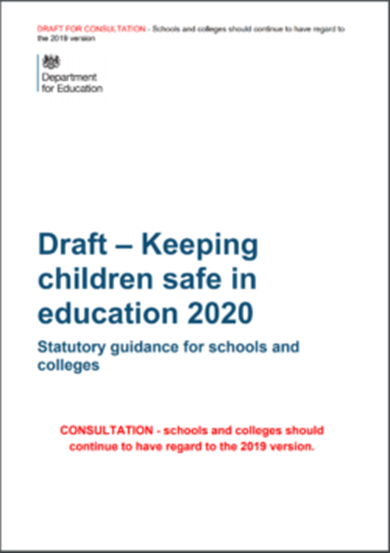 DRAFT FOR CONSULTATION - Schools and colleges should continue to have regard to
the 2019 version
Department
for Education
Draft – Keeping
children safe in
education 2020
Statutory guidance for schools and
colleges
CONSULTATION - schools and colleges should
continue to have regard to the 2019 version.